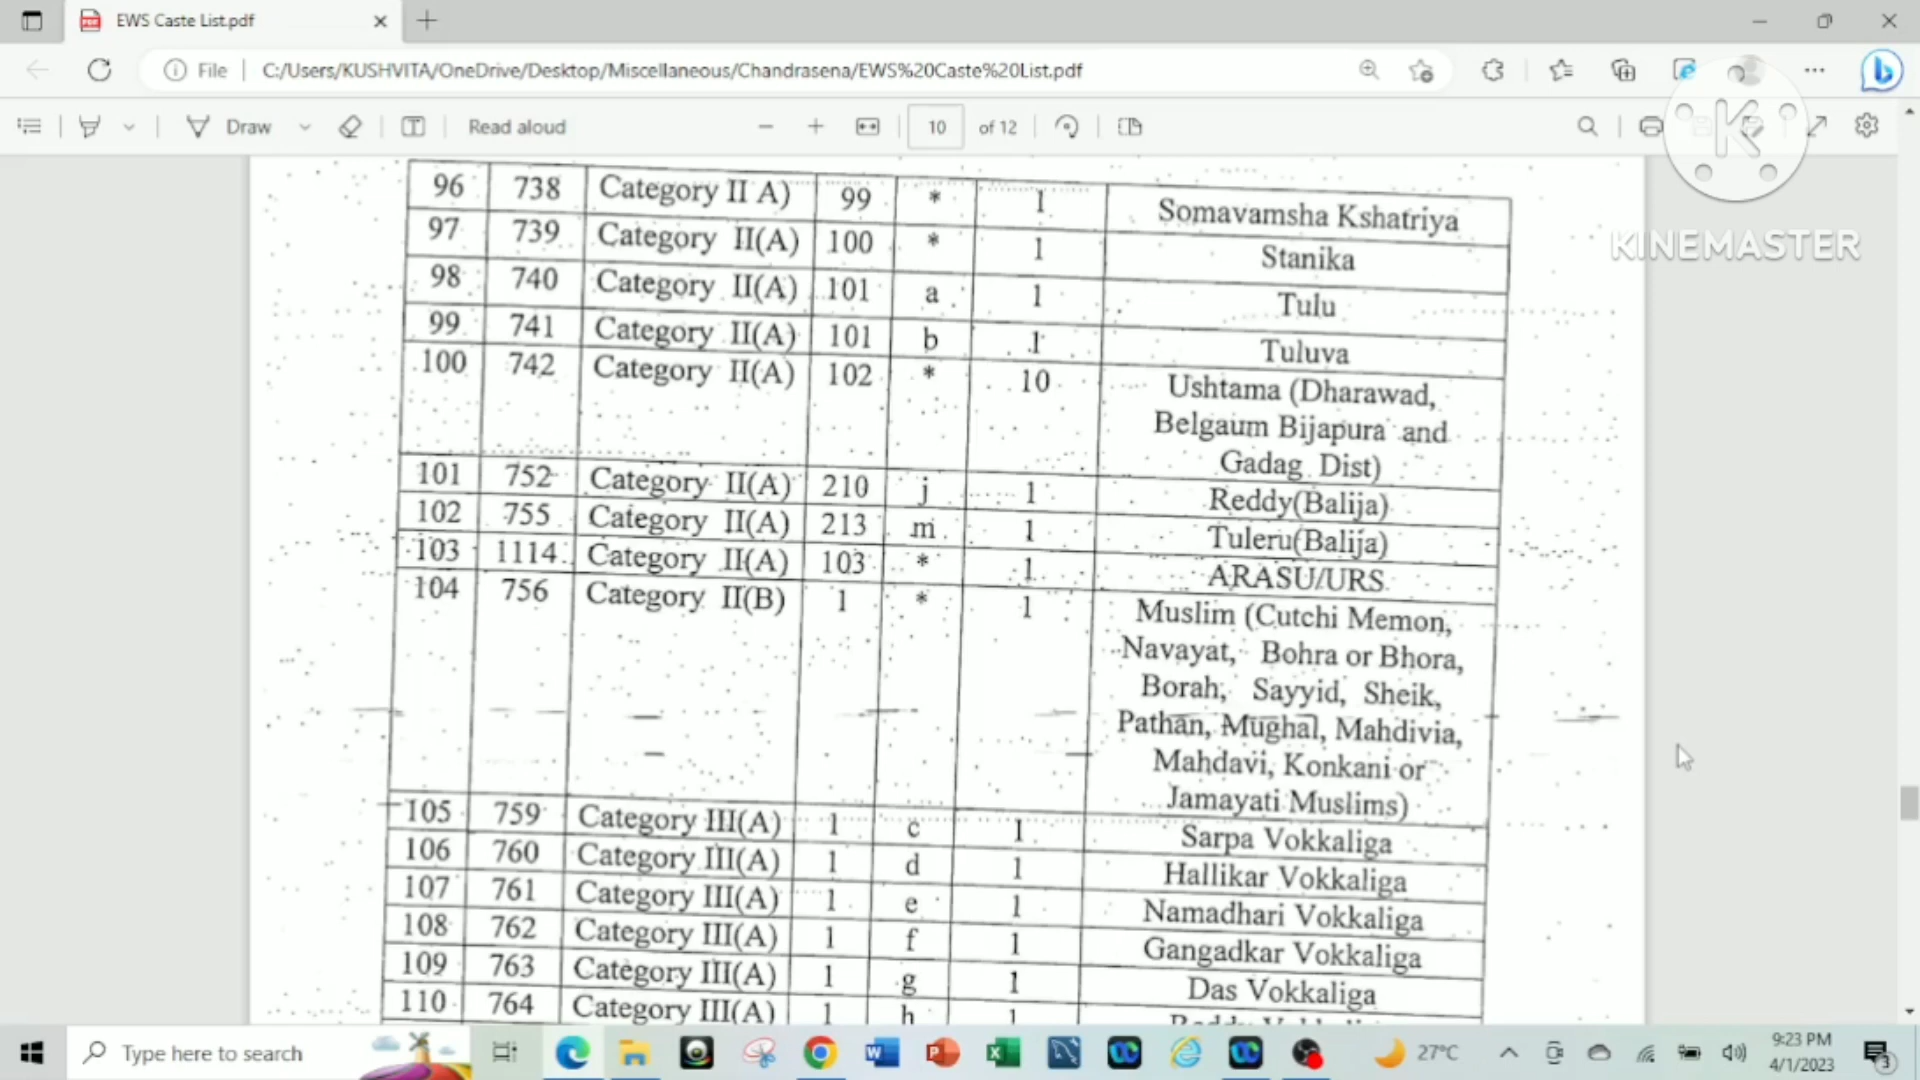 EWS Caste List.pdf
File
C:/Users/KUSHVITA/OneDrive/Desktop/Miscellaneous/Chandrasena/EWS%20Caste%20List.pdf
Draw
Read aloud
10 of 12
KINEMASTER
96 738 Category II A) 99 * 1 Somavamsha Kshatriya
97 739 Category II(A) 100 * 1 Stanika
98 740 Category II(A) 101 a 1 Tulu
99 741 Category II(A) 101 b 1 Tuluva
100 742 Category II(A) 102 * 10 Ushtama (Dharawad,
Belgaum Bijapura and
Gadag Dist)
101 752 Category II(A) 210 j 1 Reddy(Balija)
102 755 Category II(A) 213 m 1 Tuleru(Balija)
103 1114 Category II(A) 103 * 1 ARASU/URS
104 756 Category II(B) 1 * 1 Muslim (Cutchi Memon,
Navayat, Bohra or Bhora,
Borah, Sayyid, Sheik,
Pathan, Mughal, Mahdivia,
Mahdavi, Konkani or
Jamayati Muslims)
105 759 Category III(A) 1 c 1 Sarpa Vokkaliga
106 760 Category III(A) 1 d 1 Hallikar Vokkaliga
107 761 Category III(A) 1 e 1 Namadhari Vokkaliga
108 762 Category III(A) 1 f 1 Gangadkar Vokkaliga
109 763 Category III(A) 1 g 1 Das Vokkaliga
110 764 Category III(A) 1 h 1
Type here to search
27°C
9:23 PM
4/1/2023
3